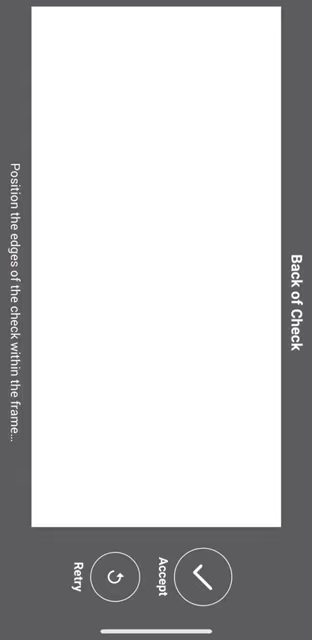 Back of Check
Position the edges of the check within the frame...
Accept
Retry